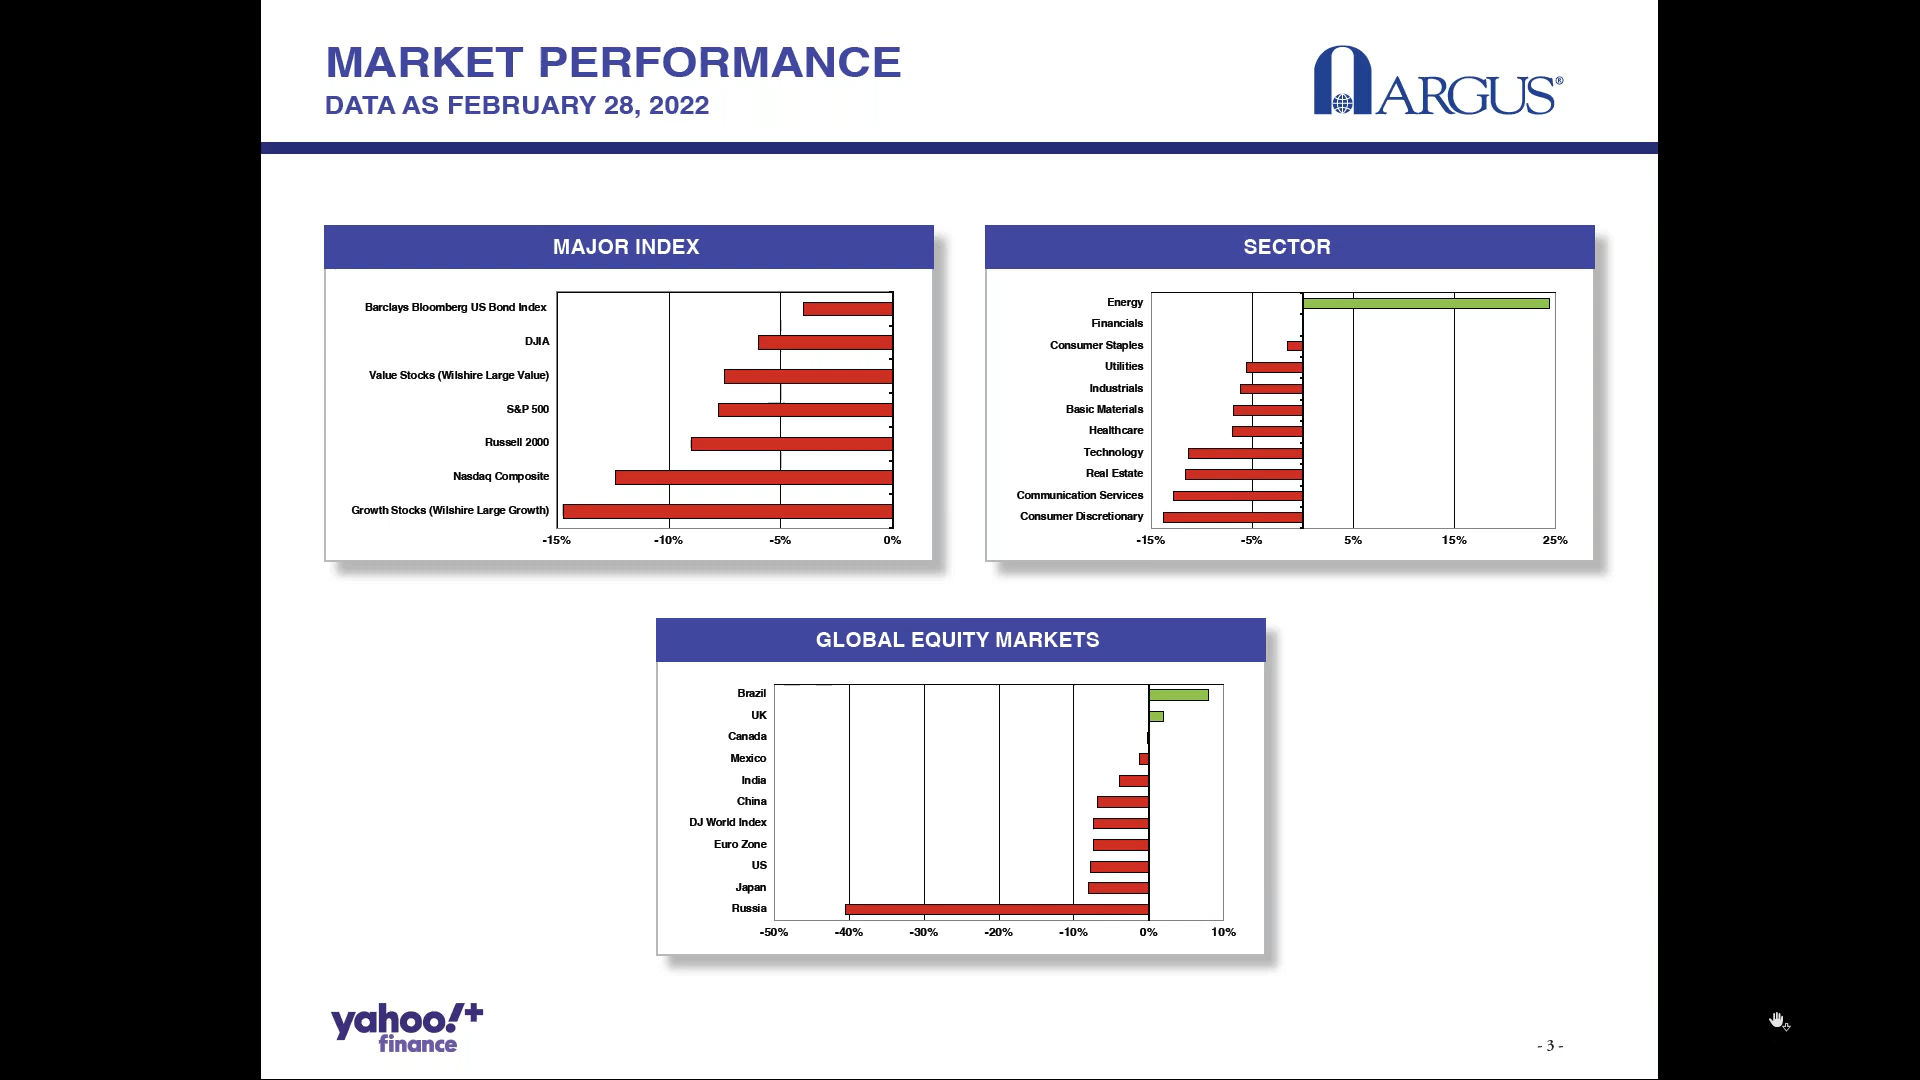 MARKET PERFORMANCE
DATA AS FEBRUARY 28, 2022
ARGUS®
MAJOR INDEX
Barclays Bloomberg US Bond Index
DJIA
Value Stocks (Wilshire Large Value)
S&P 500
Russell 2000
Nasdaq Composite
Growth Stocks (Wilshire Large Growth)
-15% -10% -5% 0%
SECTOR
Energy
Financials
Consumer Staples
Utilities
Industrials
Basic Materials
Healthcare
Technology
Real Estate
Communication Services
Consumer Discretionary
-15% -5% 5% 15% 25%
GLOBAL EQUITY MARKETS
Brazil
UK
Canada
Mexico
India
China
DJ World Index
Euro Zone
US
Japan
Russia
-50% -40% -30% -20% -10% 0% 10%
yahoo!+
finance
- 3 -